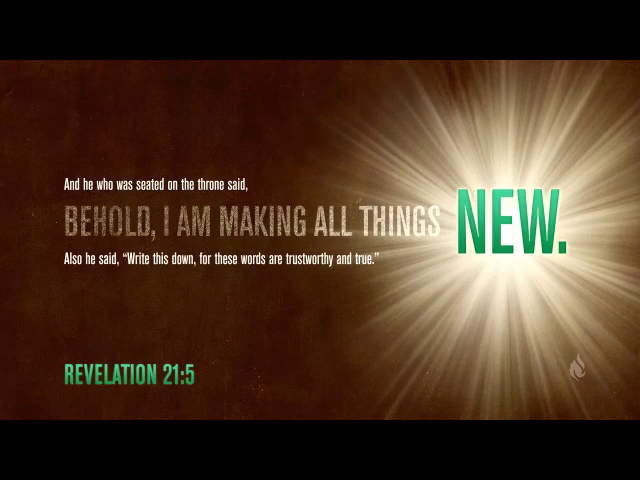 And he who was seated on the throne said,
BEHOLD, I AM MAKING ALL THINGS NEW.
Also he said, “Write this down, for these words are trustworthy and true.”
REVELATION 21:5